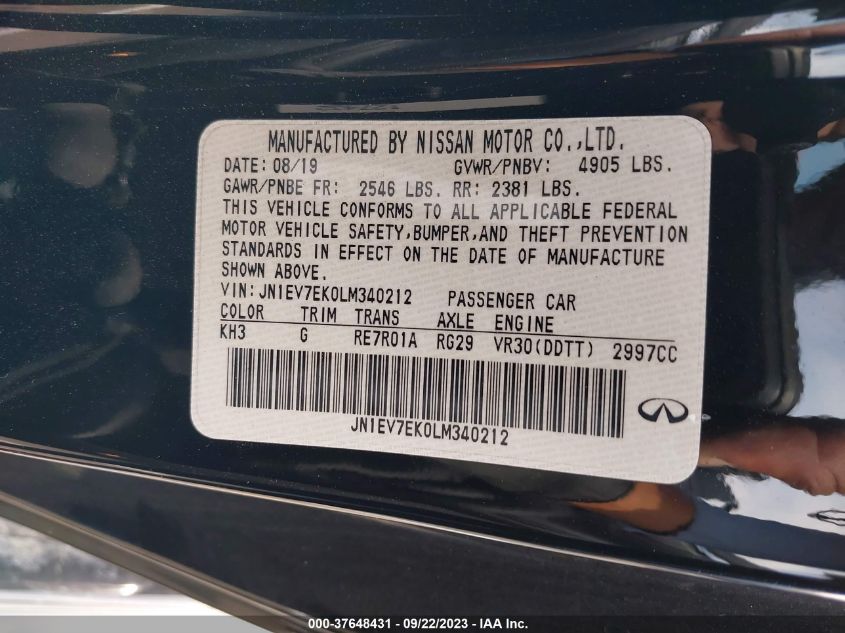 MANUFACTURED BY NISSAN MOTOR CO.,LTD.
DATE: 08/19 GVWR/PNBV: 4905 LBS.
GAWR/PNBE FR: 2546 LBS. RR: 2381 LBS.
THIS VEHICLE CONFORMS TO ALL APPLICABLE FEDERAL
MOTOR VEHICLE SAFETY,BUMPER,AND THEFT PREVENTION
STANDARDS IN EFFECT ON THE DATE OF MANUFACTURE
SHOWN ABOVE.
VIN:JN1EV7EK0LM340212 PASSENGER CAR
COLOR TRIM TRANS AXLE ENGINE
KH3 G RE7R01A RG29 VR30(DDTT) 2997CC
JN1EV7EK0LM340212
000-37648431 - 09/22/2023 - IAA Inc.